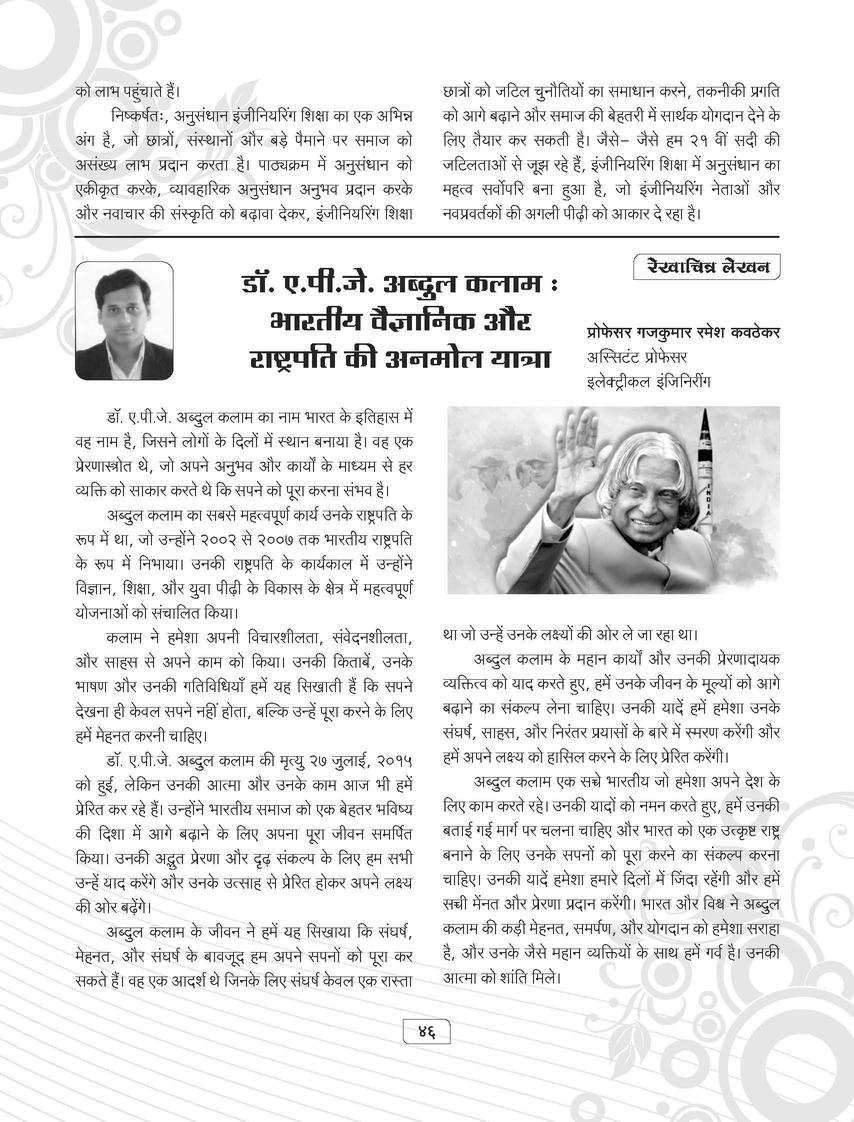 को लाभ पहुंचाते हैं।
निष्कर्षतः, अनुसंधान इंजीनियरिंग शिक्षा का एक अभिन्न
अंग है, जो छात्रों, संस्थानों और बड़े पैमाने पर समाज को
असंख्य लाभ प्रदान करता है। पाठ्यक्रम में अनुसंधान को
एकीकृत करके, व्यावहारिक अनुसंधान अनुभव प्रदान करके
और नवाचार की संस्कृति को बढ़ावा देकर, इंजीनियरिंग शिक्षा
छात्रों को जटिल चुनौतियों का समाधान करने, तकनीकी प्रगति
को आगे बढ़ाने और समाज की बेहतरी में सार्थक योगदान देने के
लिए तैयार कर सकती है। जैसे- जैसे हम २१ वीं सदी की
जटिलताओं से जूझ रहे हैं, इंजीनियरिंग शिक्षा में अनुसंधान का
महत्व सर्वोपरि बना हुआ है, जो इंजीनियरिंग नेताओं और
नवप्रवर्तकों की अगली पीढ़ी को आकार दे रहा है।
रेखाचित्र लेखन
डॉ. ए.पी.जे. अब्दुल कलाम :
भारतीय वैज्ञानिक और
राष्ट्रपति की अनमोल यात्रा
प्रोफेसर गजकुमार रमेश कवठेकर
अस्सिटंट प्रोफेसर
इलेक्ट्रीकल इंजिनिरींग
डॉ. ए.पी.जे. अब्दुल कलाम का नाम भारत के इतिहास में
वह नाम है, जिसने लोगों के दिलों में स्थान बनाया है। वह एक
प्रेरणास्त्रोत थे, जो अपने अनुभव और कार्यों के माध्यम से हर
व्यक्ति को साकार करते थे कि सपने को पूरा करना संभव है।
अब्दुल कलाम का सबसे महत्वपूर्ण कार्य उनके राष्ट्रपति के
रूप में था, जो उन्होंने २००२ से २००७ तक भारतीय राष्ट्रपति
के रूप में निभाया। उनकी राष्ट्रपति के कार्यकाल में उन्होंने
विज्ञान, शिक्षा, और युवा पीढ़ी के विकास के क्षेत्र में महत्वपूर्ण
योजनाओं को संचालित किया।
कलाम ने हमेशा अपनी विचारशीलता, संवेदनशीलता,
और साहस से अपने काम को किया। उनकी किताबें, उनके
भाषण और उनकी गतिविधियाँ हमें यह सिखाती हैं कि सपने
देखना ही केवल सपने नहीं होता, बल्कि उन्हें पूरा करने के लिए
हमें मेहनत करनी चाहिए।
डॉ. ए.पी.जे. अब्दुल कलाम की मृत्यु २७ जुलाई, २०१५
को हुई, लेकिन उनकी आत्मा और उनके काम आज भी हमें
प्रेरित कर रहे हैं। उन्होंने भारतीय समाज को एक बेहतर भविष्य
की दिशा में आगे बढ़ाने के लिए अपना पूरा जीवन समर्पित
किया। उनकी अद्भुत प्रेरणा और दृढ़ संकल्प के लिए हम सभी
उन्हें याद करेंगे और उनके उत्साह से प्रेरित होकर अपने लक्ष्य
की ओर बढ़ेंगे।
अब्दुल कलाम के जीवन ने हमें यह सिखाया कि संघर्ष,
मेहनत, और संघर्ष के बावजूद हम अपने सपनों को पूरा कर
सकते हैं। वह एक आदर्श थे जिनके लिए संघर्ष केवल एक रास्ता
INDIA
था जो उन्हें उनके लक्ष्यों की ओर ले जा रहा था।
अब्दुल कलाम के महान कार्यों और उनकी प्रेरणादायक
व्यक्तित्व को याद करते हुए, हमें उनके जीवन के मूल्यों को आगे
बढ़ाने का संकल्प लेना चाहिए। उनकी यादें हमें हमेशा उनके
संघर्ष, साहस, और निरंतर प्रयासों के बारे में स्मरण करेंगी और
हमें अपने लक्ष्य को हासिल करने के लिए प्रेरित करेंगी।
अब्दुल कलाम एक सच्चे भारतीय जो हमेशा अपने देश के
लिए काम करते रहे। उनकी यादों को नमन करते हुए, हमें उनकी
बताई गई मार्ग पर चलना चाहिए और भारत को एक उत्कृष्ट राष्ट्र
बनाने के लिए उनके सपनों को पूरा करने का संकल्प करना
चाहिए। उनकी यादें हमेशा हमारे दिलों में जिंदा रहेंगी और हमें
सच्ची मेंनत और प्रेरणा प्रदान करेंगी। भारत और विश्व ने अब्दुल
कलाम की कड़ी मेहनत, समर्पण, और योगदान को हमेशा सराहा
है, और उनके जैसे महान व्यक्तियों के साथ हमें गर्व है। उनकी
आत्मा को शांति मिले।
४६